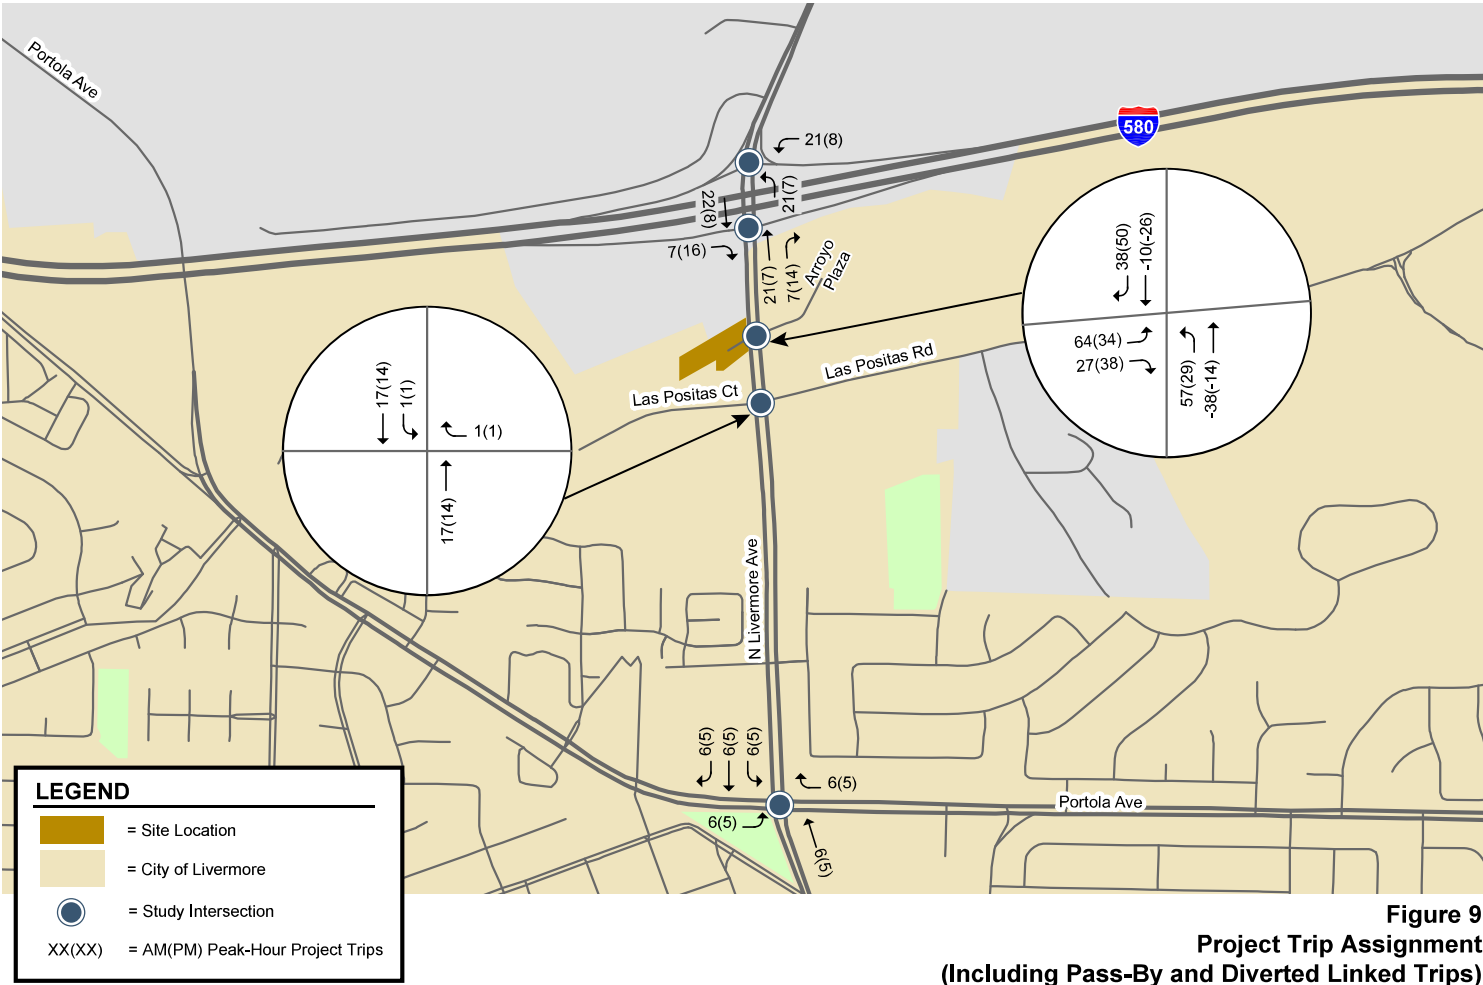 Portola Ave
580
21(8)
21(7)
22(8)
7(16)
21(7)
7(14)
Arroyo
Plaza
38(50)
-10(-26)
64(34)
27(38)
57(29)
-38(-14)
Las Positas Rd
Las Positas Ct
17(14)
1(1)
1(1)
17(14)
N Livermore Ave
6(5)
6(5)
6(5)
6(5)
6(5)
6(5)
Portola Ave
LEGEND
= Site Location
= City of Livermore
= Study Intersection
XX(XX) = AM(PM) Peak-Hour Project Trips
Figure 9
Project Trip Assignment
(Including Pass-By and Diverted Linked Trips)